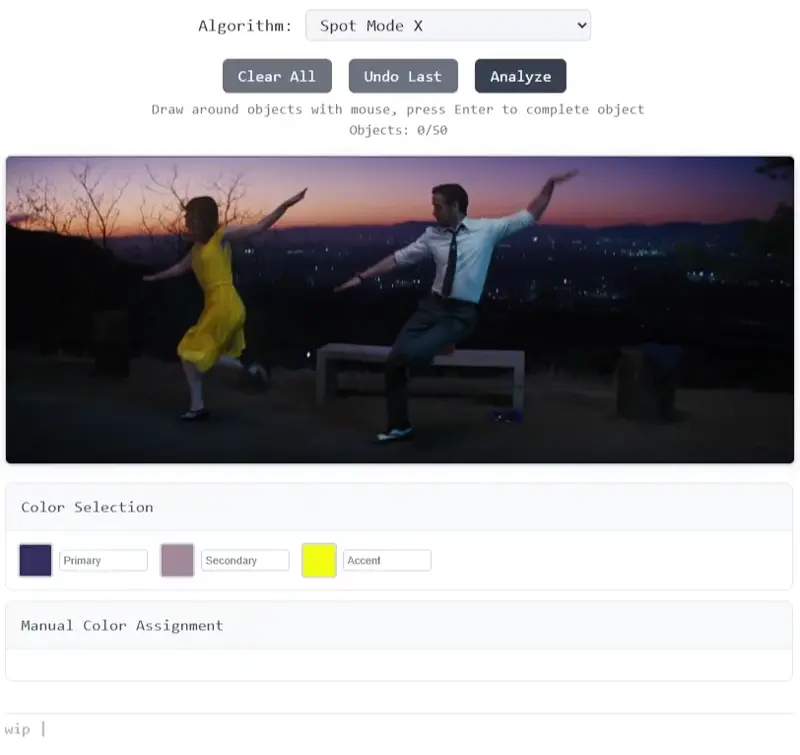 Algorithm: Spot Mode X
Clear All Undo Last Analyze
Draw around objects with mouse, press Enter to complete object
Objects: 0/50
Color Selection
Primary Secondary Accent
Manual Color Assignment
wip |